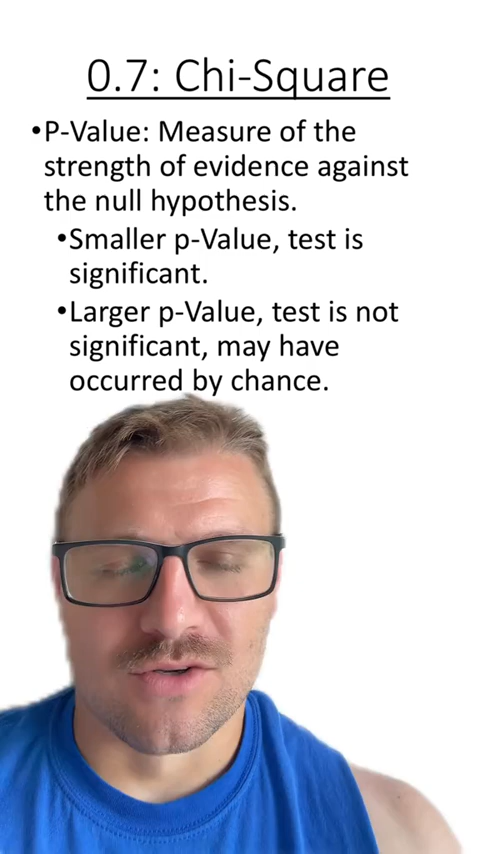 0.7: Chi-Square
•P-Value: Measure of the
strength of evidence against
the null hypothesis.
•Smaller p-Value, test is
significant.
•Larger p-Value, test is not
significant, may have
occurred by chance.